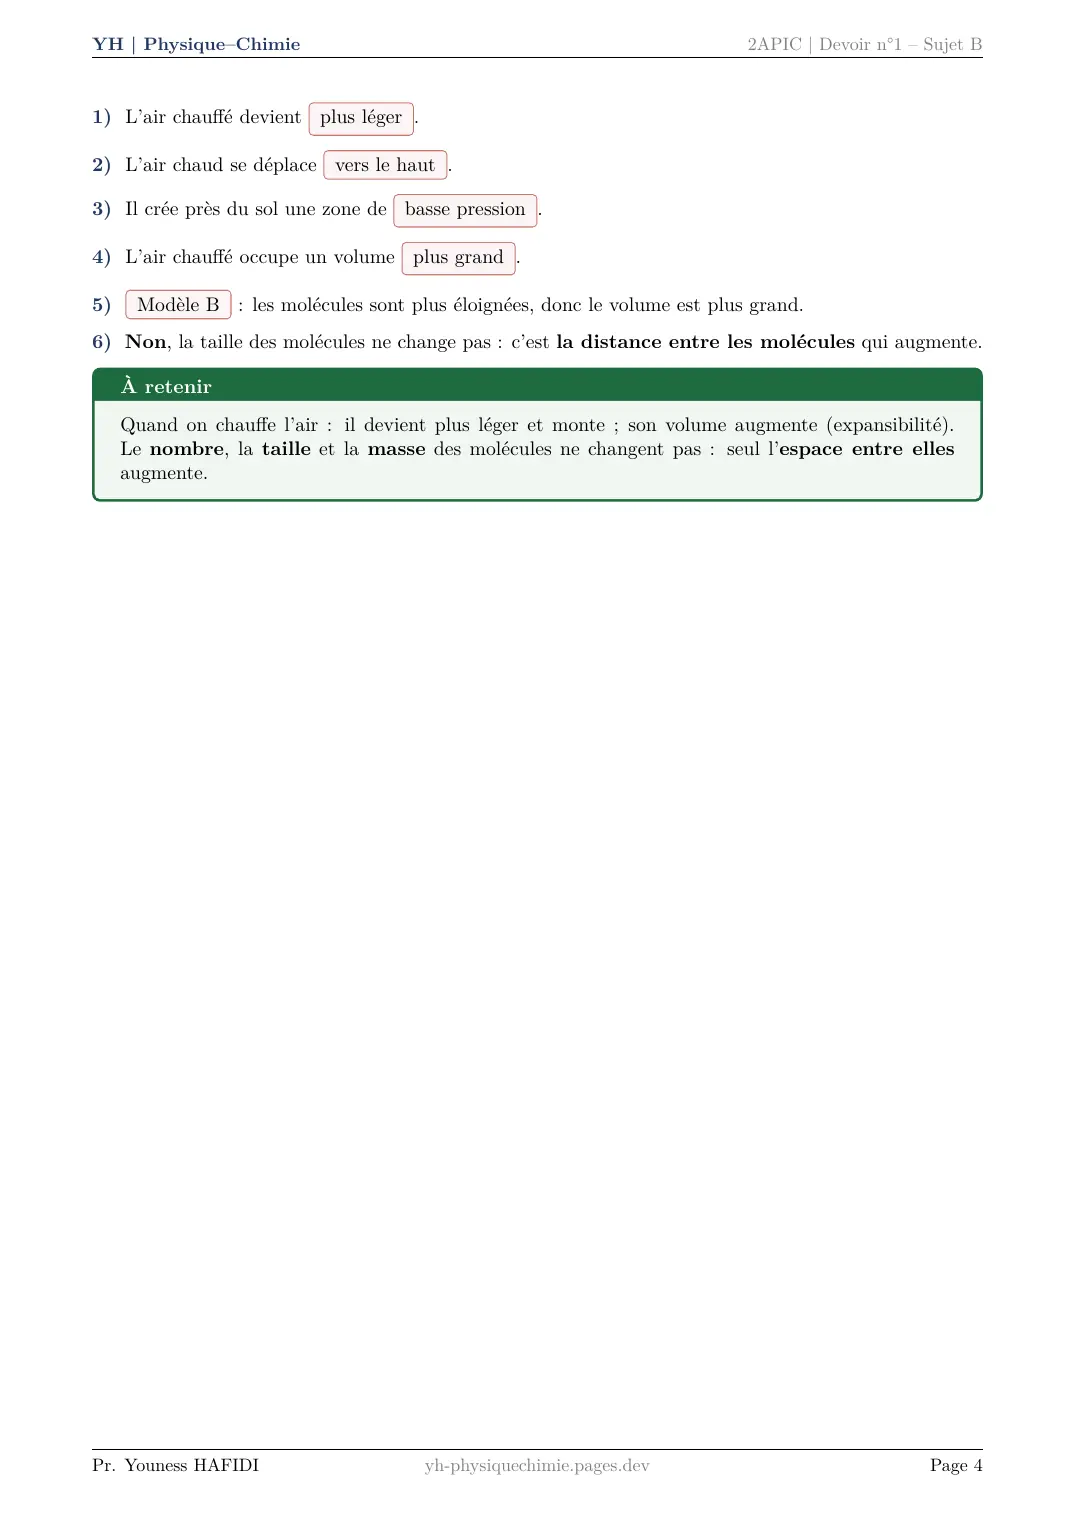 YH | Physique–Chimie
2APIC | Devoir n°1 – Sujet B
1) L'air chauffé devient plus léger.
2) L'air chaud se déplace vers le haut.
3) Il crée près du sol une zone de basse pression.
4) L'air chauffé occupe un volume plus grand.
5) Modèle B : les molécules sont plus éloignées, donc le volume est plus grand.
6) Non, la taille des molécules ne change pas : c'est la distance entre les molécules qui augmente.
À retenir
Quand on chauffe l'air : il devient plus léger et monte ; son volume augmente (expansibilité).
Le nombre, la taille et la masse des molécules ne changent pas : seul l'espace entre elles
augmente.
Pr. Youness HAFIDI
yh-physiquechimie.pages.dev
Page 4